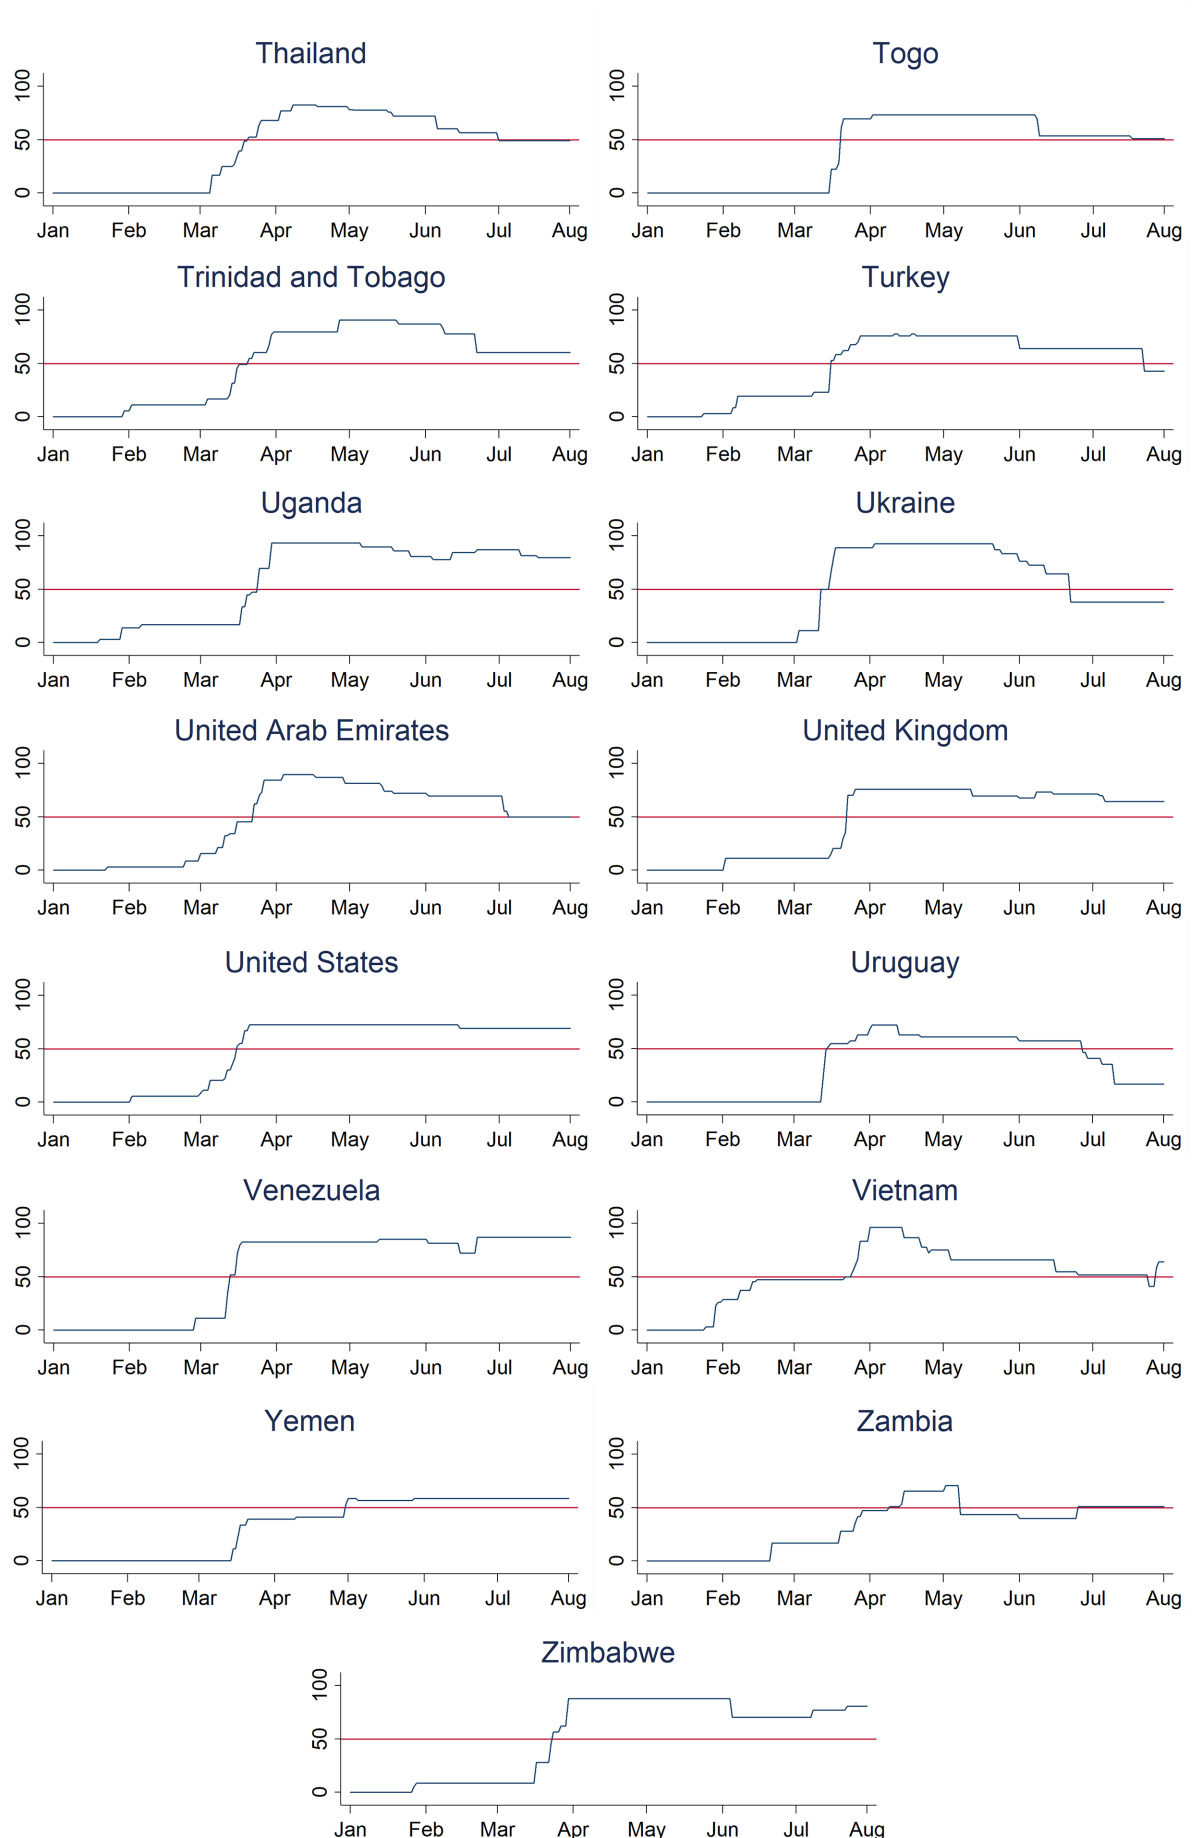 Thailand Togo
100 100
50 50
0 0
Jan Feb Mar Apr May Jun Jul Aug Jan Feb Mar Apr May Jun Jul Aug
Trinidad and Tobago Turkey
100 100
50 50
0 0
Jan Feb Mar Apr May Jun Jul Aug Jan Feb Mar Apr May Jun Jul Aug
Uganda Ukraine
100 100
50 50
0 0
Jan Feb Mar Apr May Jun Jul Aug Jan Feb Mar Apr May Jun Jul Aug
United Arab Emirates United Kingdom
100 100
50 50
0 0
Jan Feb Mar Apr May Jun Jul Aug Jan Feb Mar Apr May Jun Jul Aug
United States Uruguay
100 100
50 50
0 0
Jan Feb Mar Apr May Jun Jul Aug Jan Feb Mar Apr May Jun Jul Aug
Venezuela Vietnam
100 100
50 50
0 0
Jan Feb Mar Apr May Jun Jul Aug Jan Feb Mar Apr May Jun Jul Aug
Yemen Zambia
100 100
50 50
0 0
Jan Feb Mar Apr May Jun Jul Aug Jan Feb Mar Apr May Jun Jul Aug
Zimbabwe
100
50
0
Jan Feb Mar Apr May Jun Jul Aug